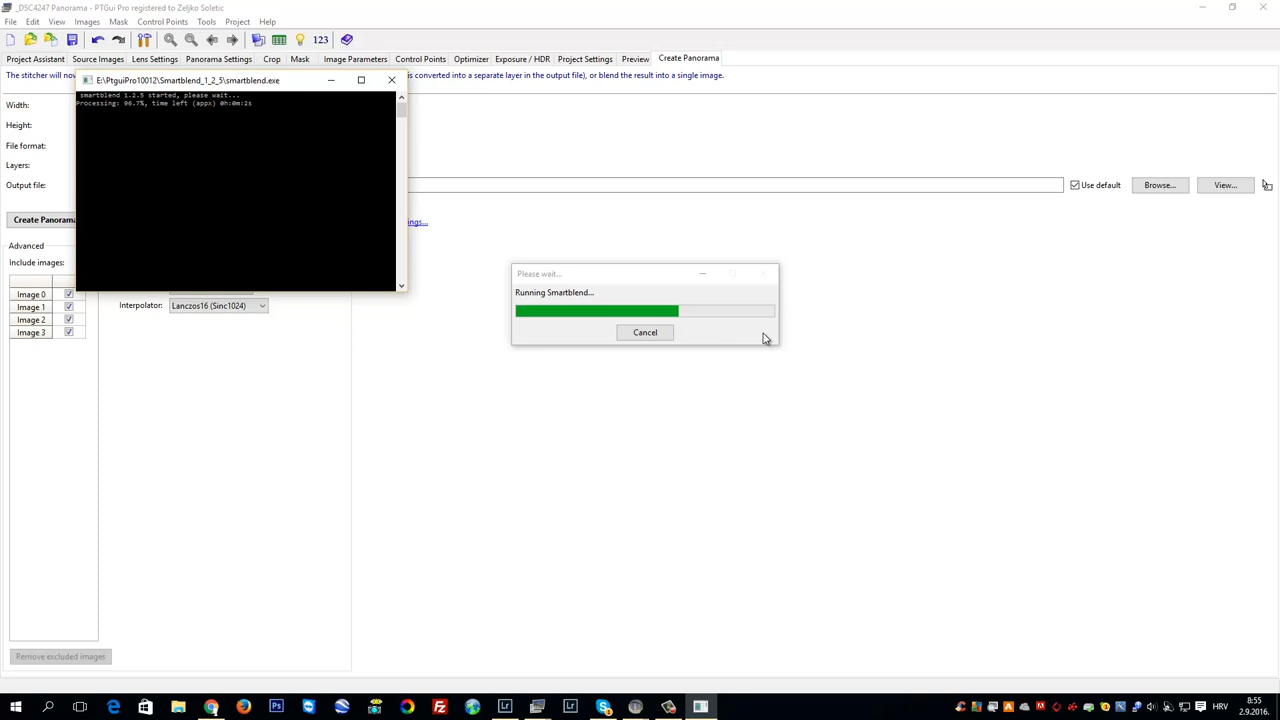 _DSC4247 Panorama - PTGui Pro registered to Zeljko Soletic
File Edit View Images Mask Control Points Tools Project Help
123
Project Assistant Source Images Lens Settings Panorama Settings Crop Mask Image Parameters Control Points Optimizer Exposure / HDR Project Settings Preview Create Panorama
The stitcher will now
is converted into a separate layer in the output file), or blend the result into a single image.
E:\PtguiPro10012\Smartblend_1_2_5\smartblend.exe
smartblend 1.2.5 started, please wait...
Processing: 96.7%, time left (appx) 0h:0m:2s
Width:
Height:
File format:
Layers:
Output file:
Use default Browse... View...
Create Panorama
ings...
Advanced
Include images:
Image 0
Image 1
Image 2
Image 3
Interpolator: Lanczos16 (Sinc1024)
Please wait...
Running Smartblend...
Cancel
Remove excluded images
HRV
8:55
2.9.2016.